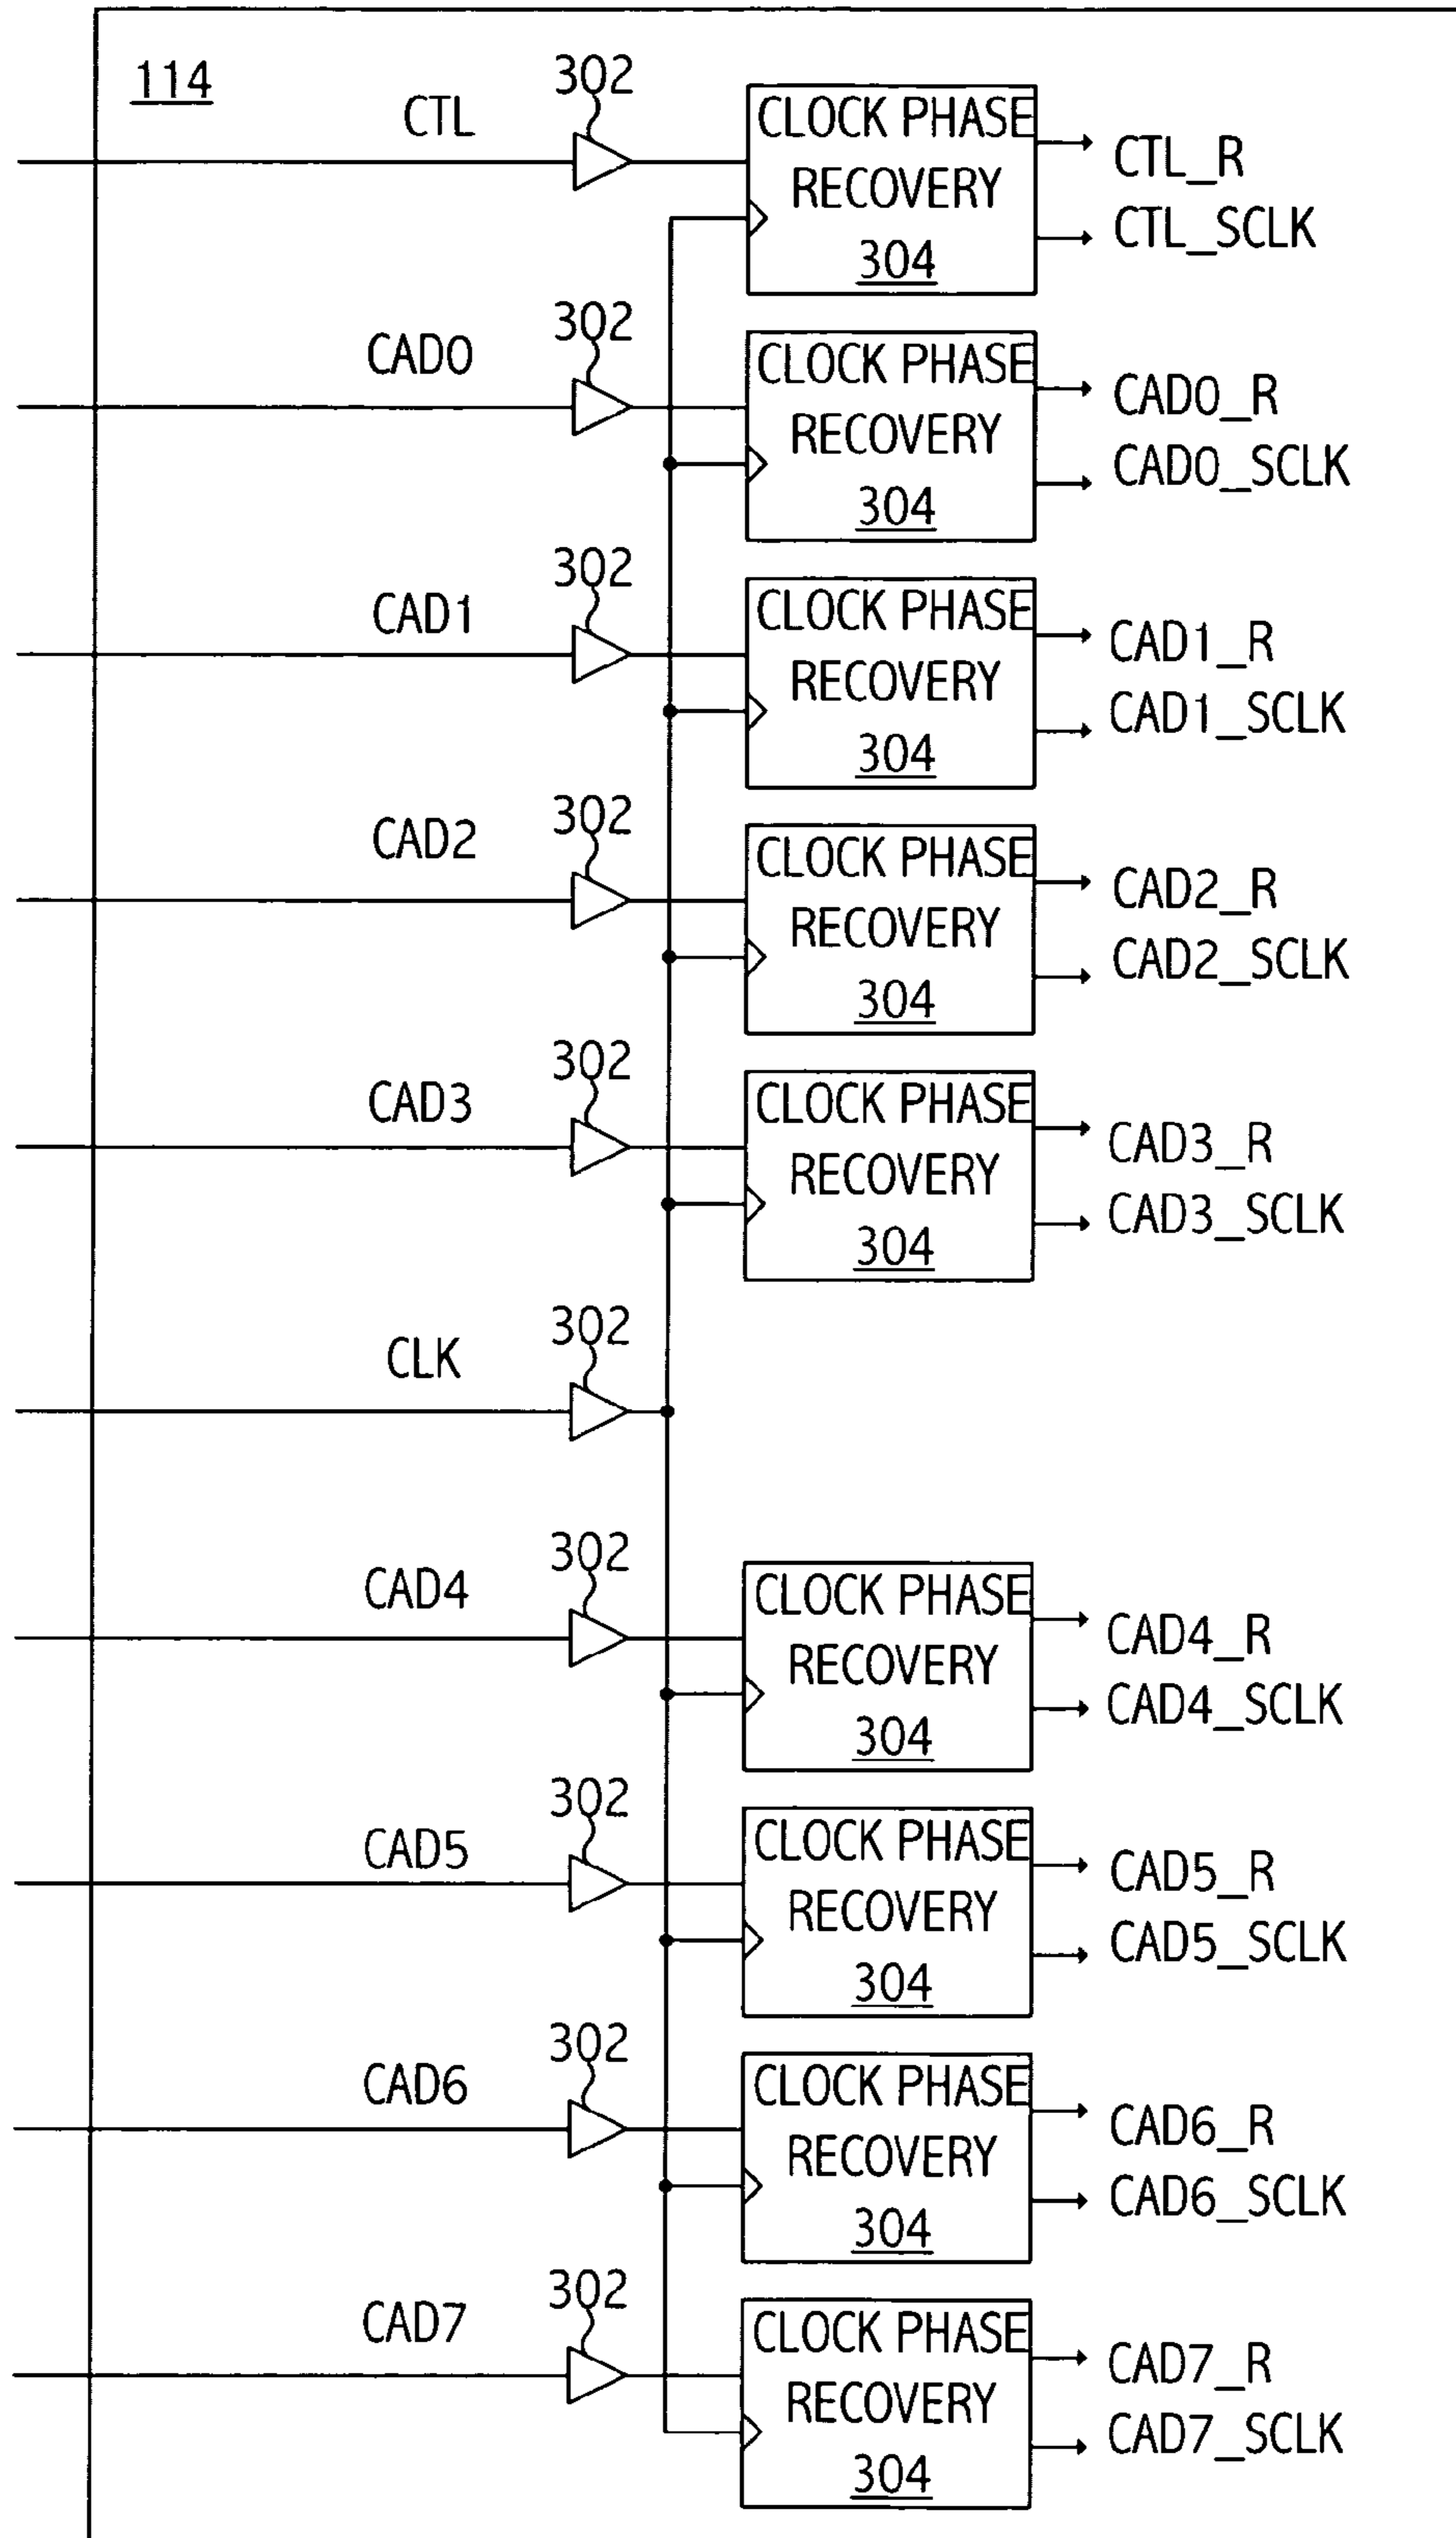 114
302
CTL
CLOCK PHASE
RECOVERY
304
CTL_R
CTL_SCLK
302
CAD0
CLOCK PHASE
RECOVERY
304
CAD0_R
CAD0_SCLK
302
CAD1
CLOCK PHASE
RECOVERY
304
CAD1_R
CAD1_SCLK
302
CAD2
CLOCK PHASE
RECOVERY
304
CAD2_R
CAD2_SCLK
302
CAD3
CLOCK PHASE
RECOVERY
304
CAD3_R
CAD3_SCLK
302
CLK
302
CAD4
CLOCK PHASE
RECOVERY
304
CAD4_R
CAD4_SCLK
302
CAD5
CLOCK PHASE
RECOVERY
304
CAD5_R
CAD5_SCLK
302
CAD6
CLOCK PHASE
RECOVERY
304
CAD6_R
CAD6_SCLK
302
CAD7
CLOCK PHASE
RECOVERY
304
CAD7_R
CAD7_SCLK